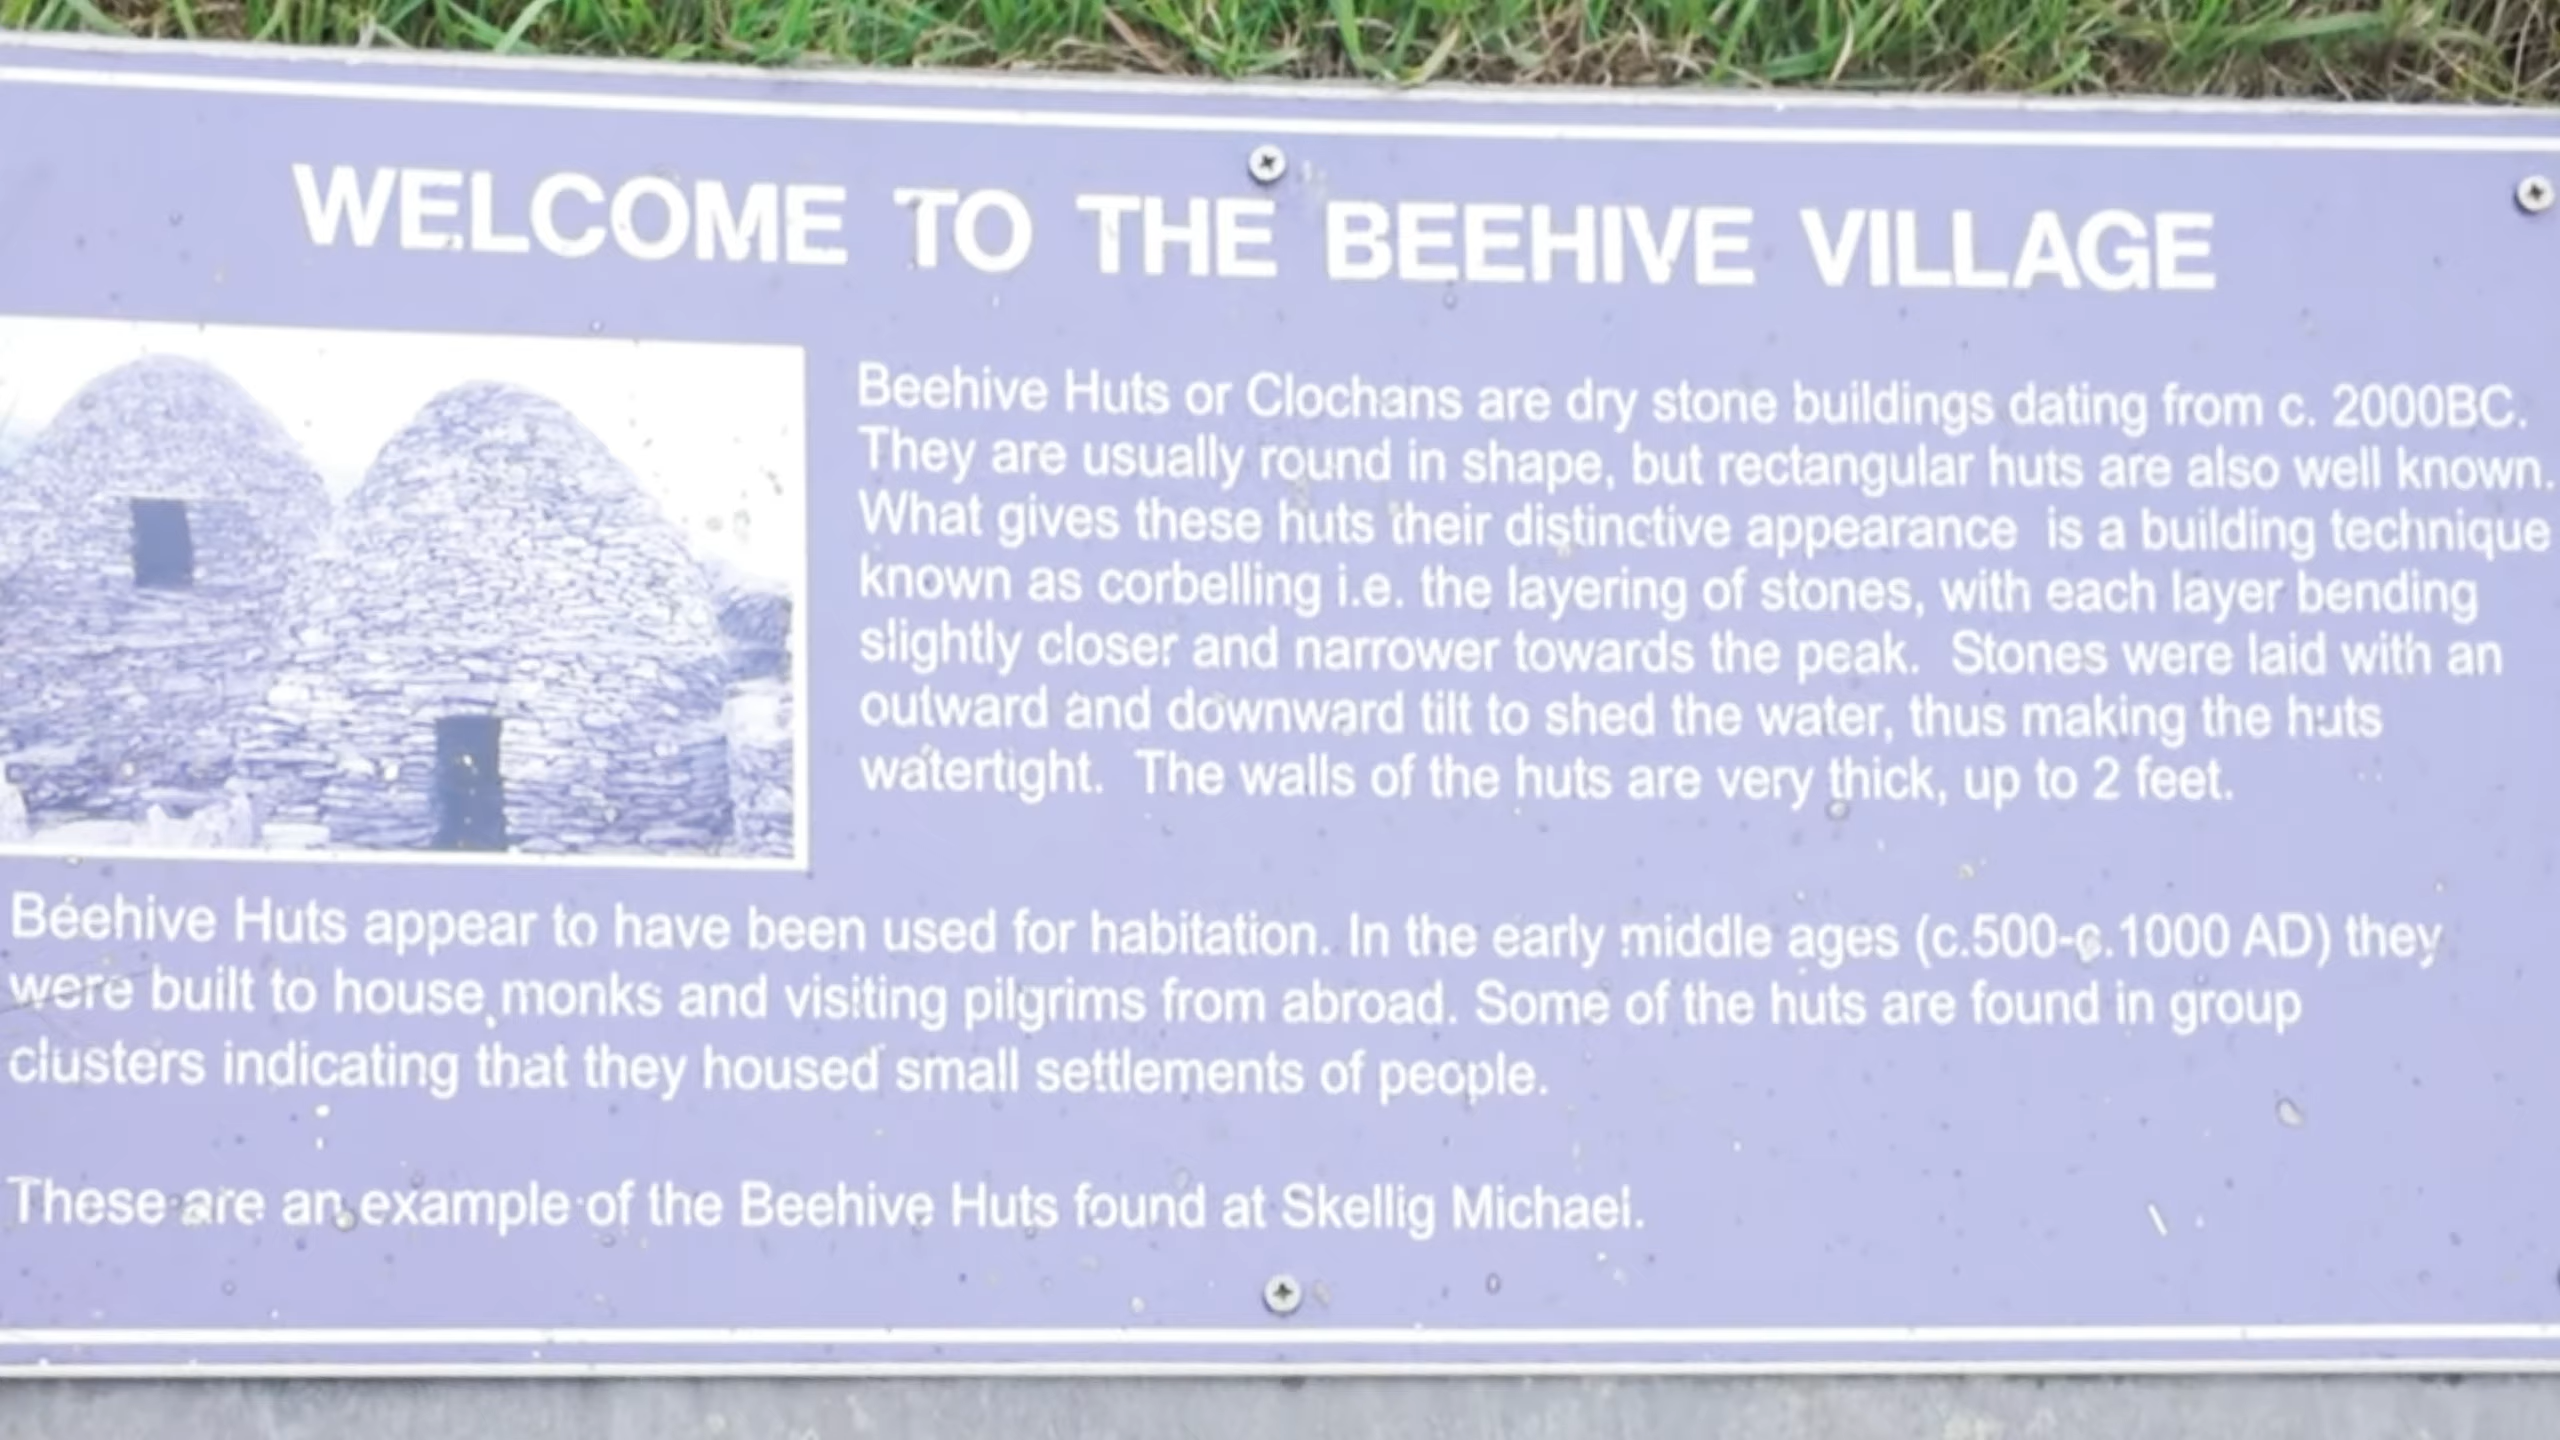 WELCOME TO THE BEEHIVE VILLAGE
Beehive Huts or Clochans are dry stone buildings dating from c. 2000BC.
They are usually round in shape, but rectangular huts are also well known.
What gives these huts their distinctive appearance is a building technique
known as corbelling i.e. the layering of stones, with each layer bending
slightly closer and narrower towards the peak. Stones were laid with an
outward and downward tilt to shed the water, thus making the huts
watertight. The walls of the huts are very thick, up to 2 feet.
Beehive Huts appear to have been used for habitation. In the early middle ages (c.500-c.1000 AD) they
were built to house monks and visiting pilgrims from abroad. Some of the huts are found in group
clusters indicating that they housed small settlements of people.
These are an example of the Beehive Huts found at Skellig Michael.